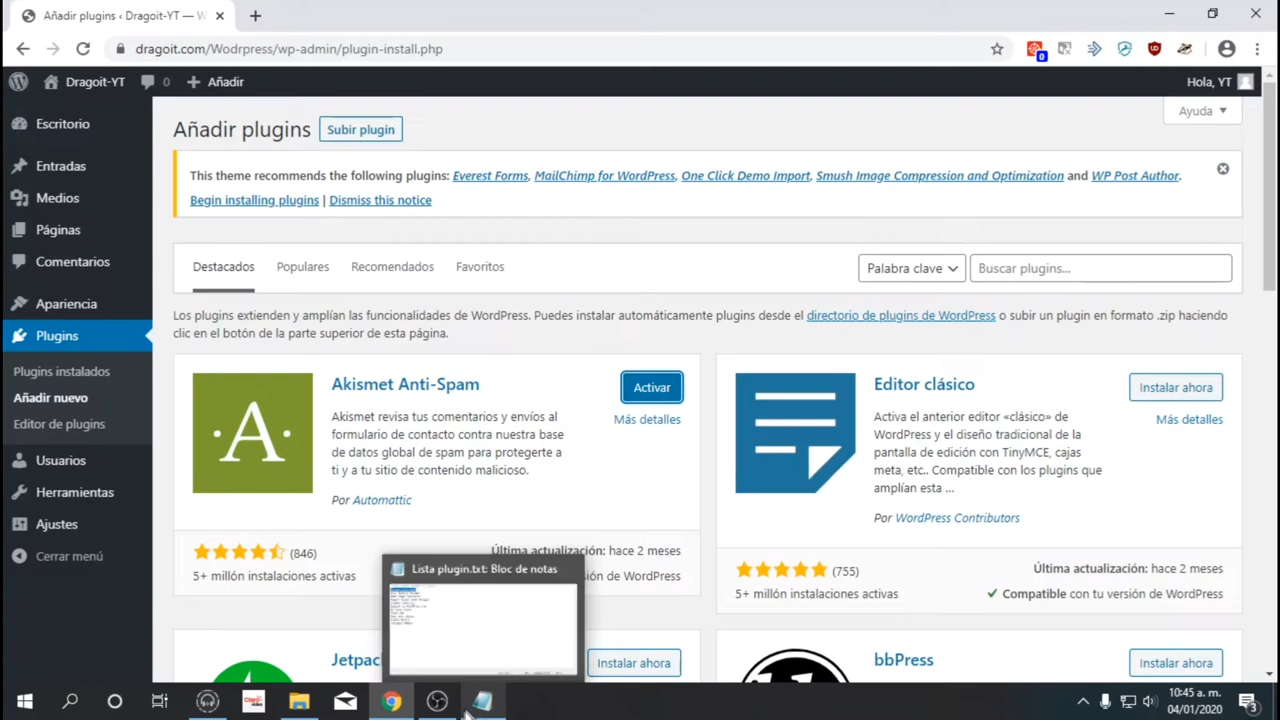 Añadir plugins ‹ Dragoit-YT — W
dragoit.com/Wodrpress/wp-admin/plugin-install.php
0
Dragoit-YT
0
Añadir
Hola, YT
Escritorio
Entradas
Medios
Páginas
Comentarios
Apariencia
Plugins
Plugins instalados
Añadir nuevo
Editor de plugins
Usuarios
Herramientas
Ajustes
Cerrar menú
Ayuda
Añadir plugins
Subir plugin
This theme recommends the following plugins: Everest Forms, MailChimp for WordPress, One Click Demo Import, Smush Image Compression and Optimization and WP Post Author.
Begin installing plugins | Dismiss this notice
Destacados Populares Recomendados Favoritos
Palabra clave
Buscar plugins...
Los plugins extienden y amplían las funcionalidades de WordPress. Puedes instalar automáticamente plugins desde el directorio de plugins de WordPress o subir un plugin en formato .zip haciendo
clic en el botón de la parte superior de esta página.
A
Akismet Anti-Spam
Activar
Más detalles
Akismet revisa tus comentarios y envíos al
formulario de contacto contra nuestra base
de datos global de spam para protegerte a
ti y a tu sitio de contenido malicioso.
Por Automattic
(846)
5+ millón instalaciones activas
Última actualización: hace 2 meses
sión de WordPress
Editor clásico
Instalar ahora
Más detalles
Activa el anterior editor «clásico» de
WordPress y el diseño tradicional de la
pantalla de edición con TinyMCE, cajas
meta, etc.. Compatible con los plugins que
amplían esta ...
Por WordPress Contributors
(755)
5+ millón instalaciones activas
Última actualización: hace 2 meses
Compatible con tu versión de WordPress
Jetpac
Instalar ahora
bbPress
Instalar ahora
Lista plugin.txt: Bloc de notas
Claro
video
10:45 a. m.
04/01/2020
3